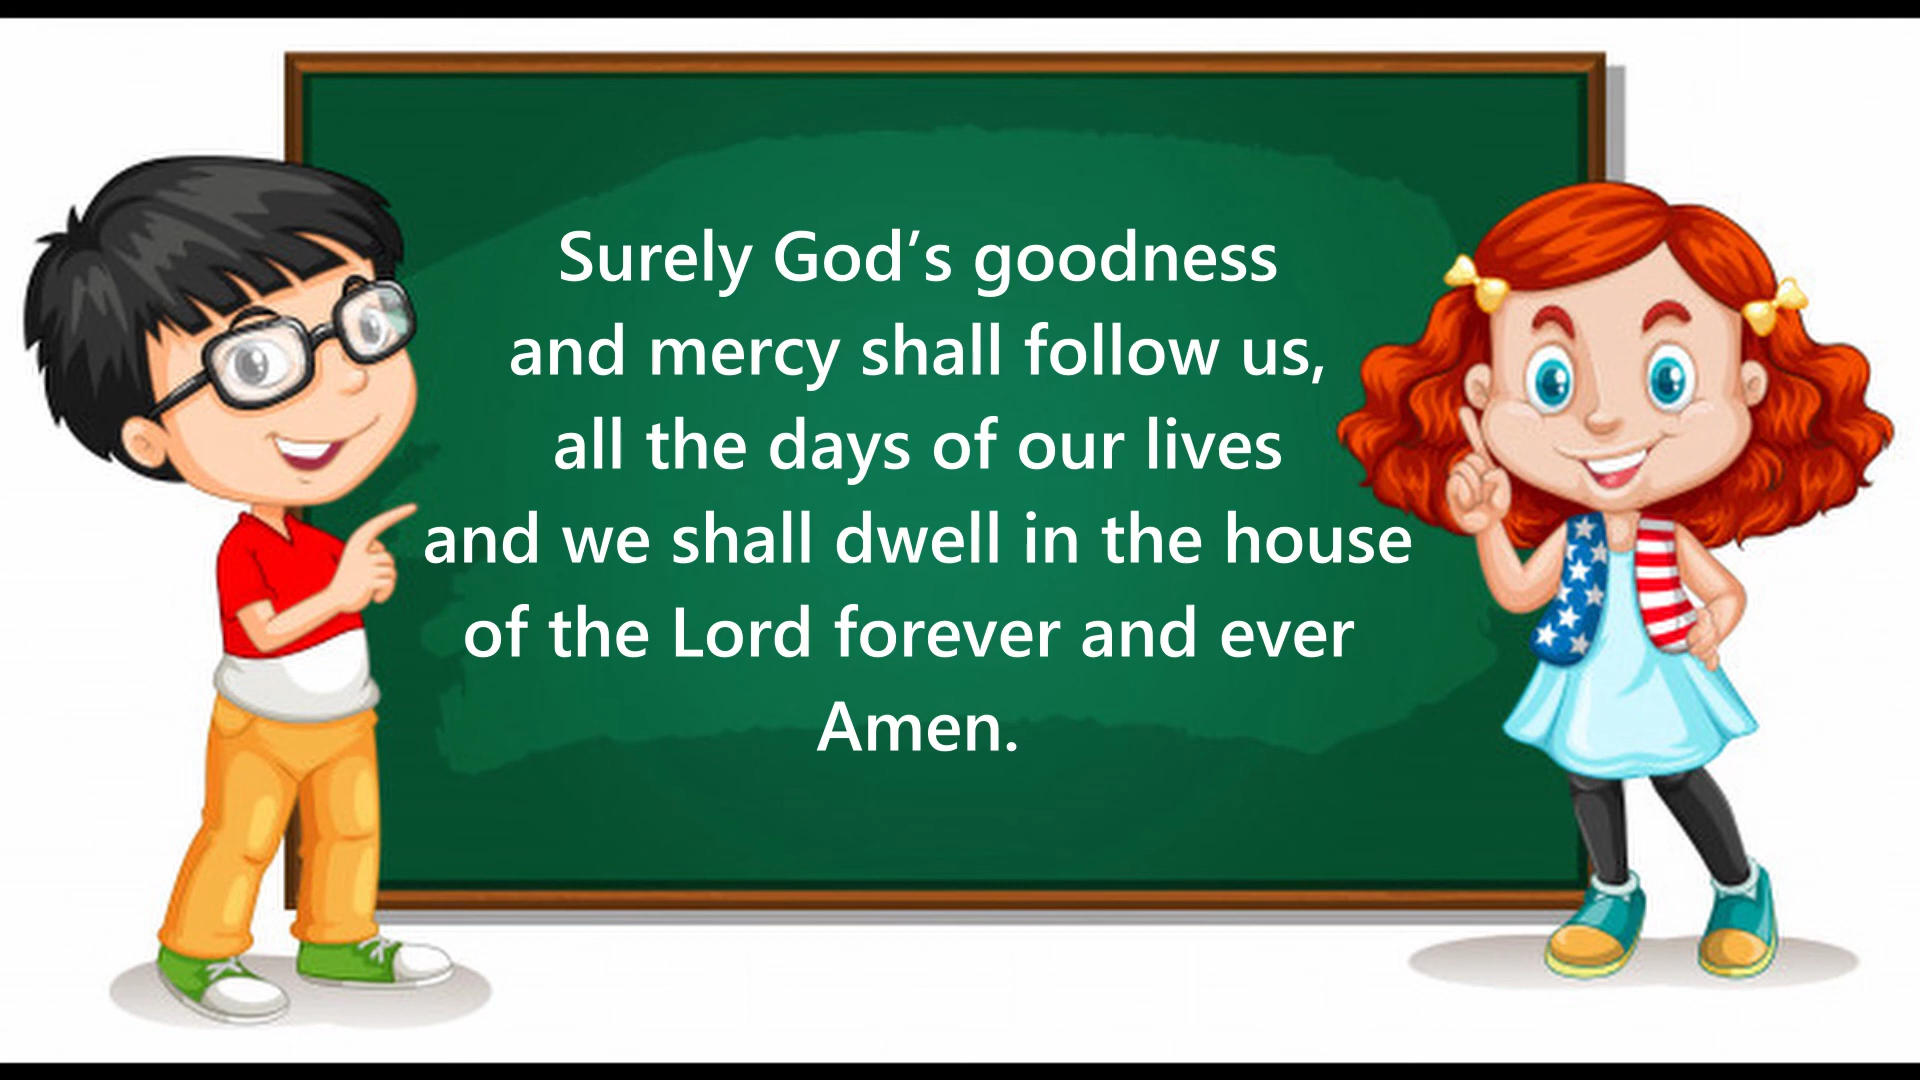 Surely God’s goodness
and mercy shall follow us,
all the days of our lives
and we shall dwell in the house
of the Lord forever and ever
Amen.